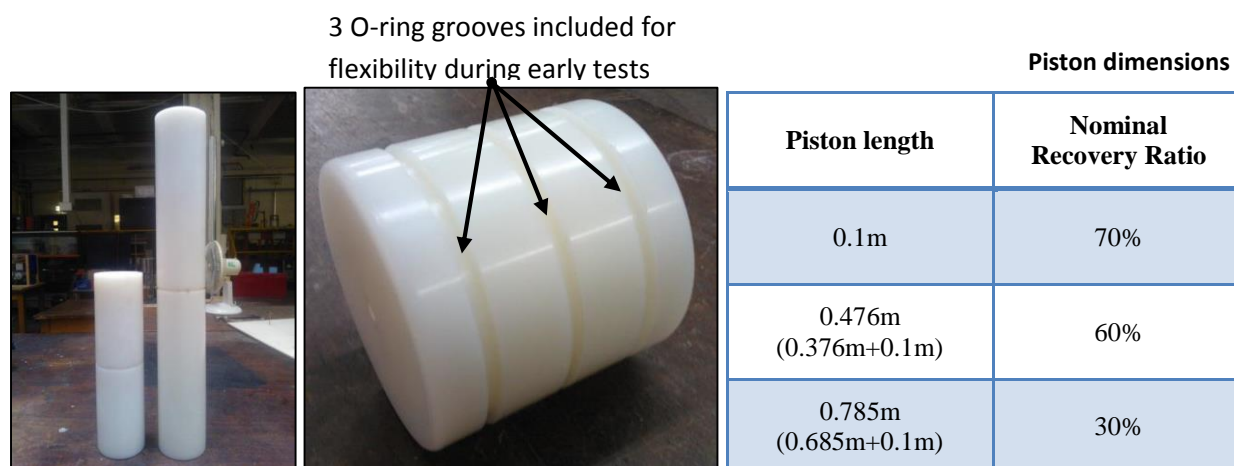 3 O-ring grooves included for
flexibility during early tests
Piston dimensions
Piston length
Nominal
Recovery Ratio
0.1m
70%
0.476m
(0.376m+0.1m)
60%
0.785m
(0.685m+0.1m)
30%